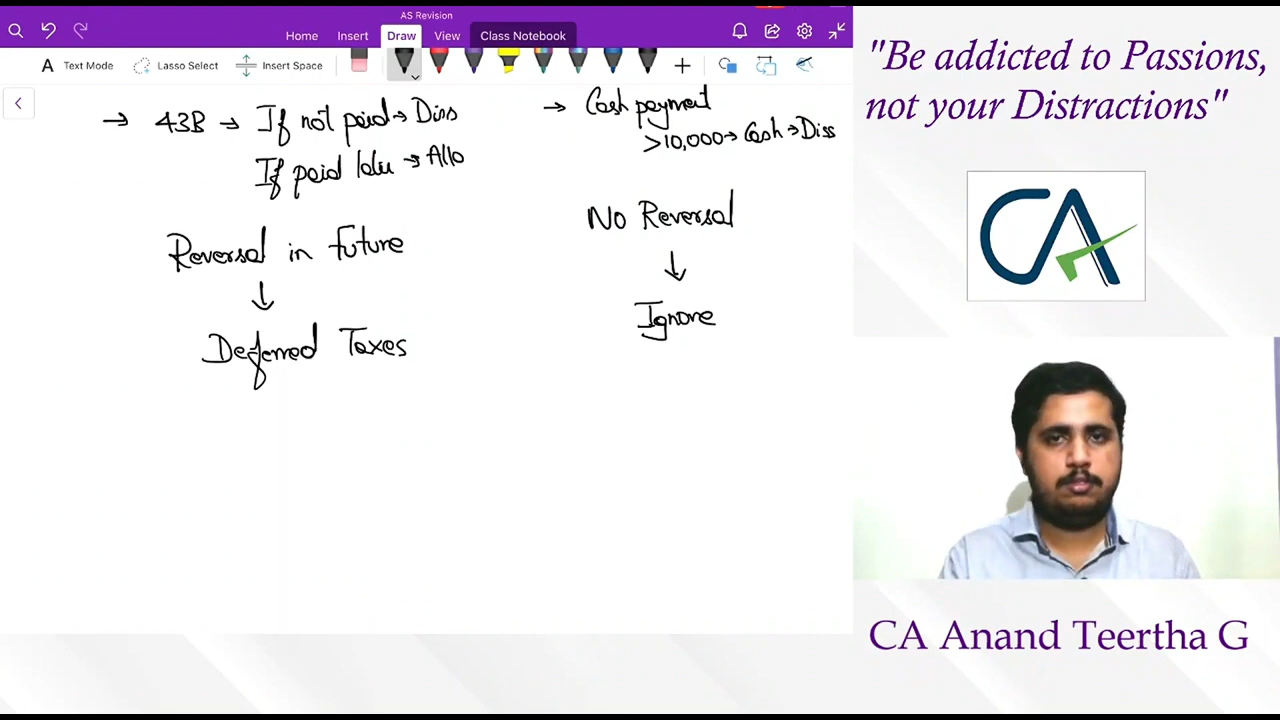 AS Revision
Home Insert Draw View Class Notebook
A Text Mode Lasso Select Insert Space
→ 43B → If not paid → Diss
If paid later → Allo
Reversal in future
↓
Deferred Taxes
→ Cash payment
>10,000 → Cash → Diss
No Reversal
↓
Ignore
"Be addicted to Passions,
not your Distractions"
CA
CA Anand Teertha G